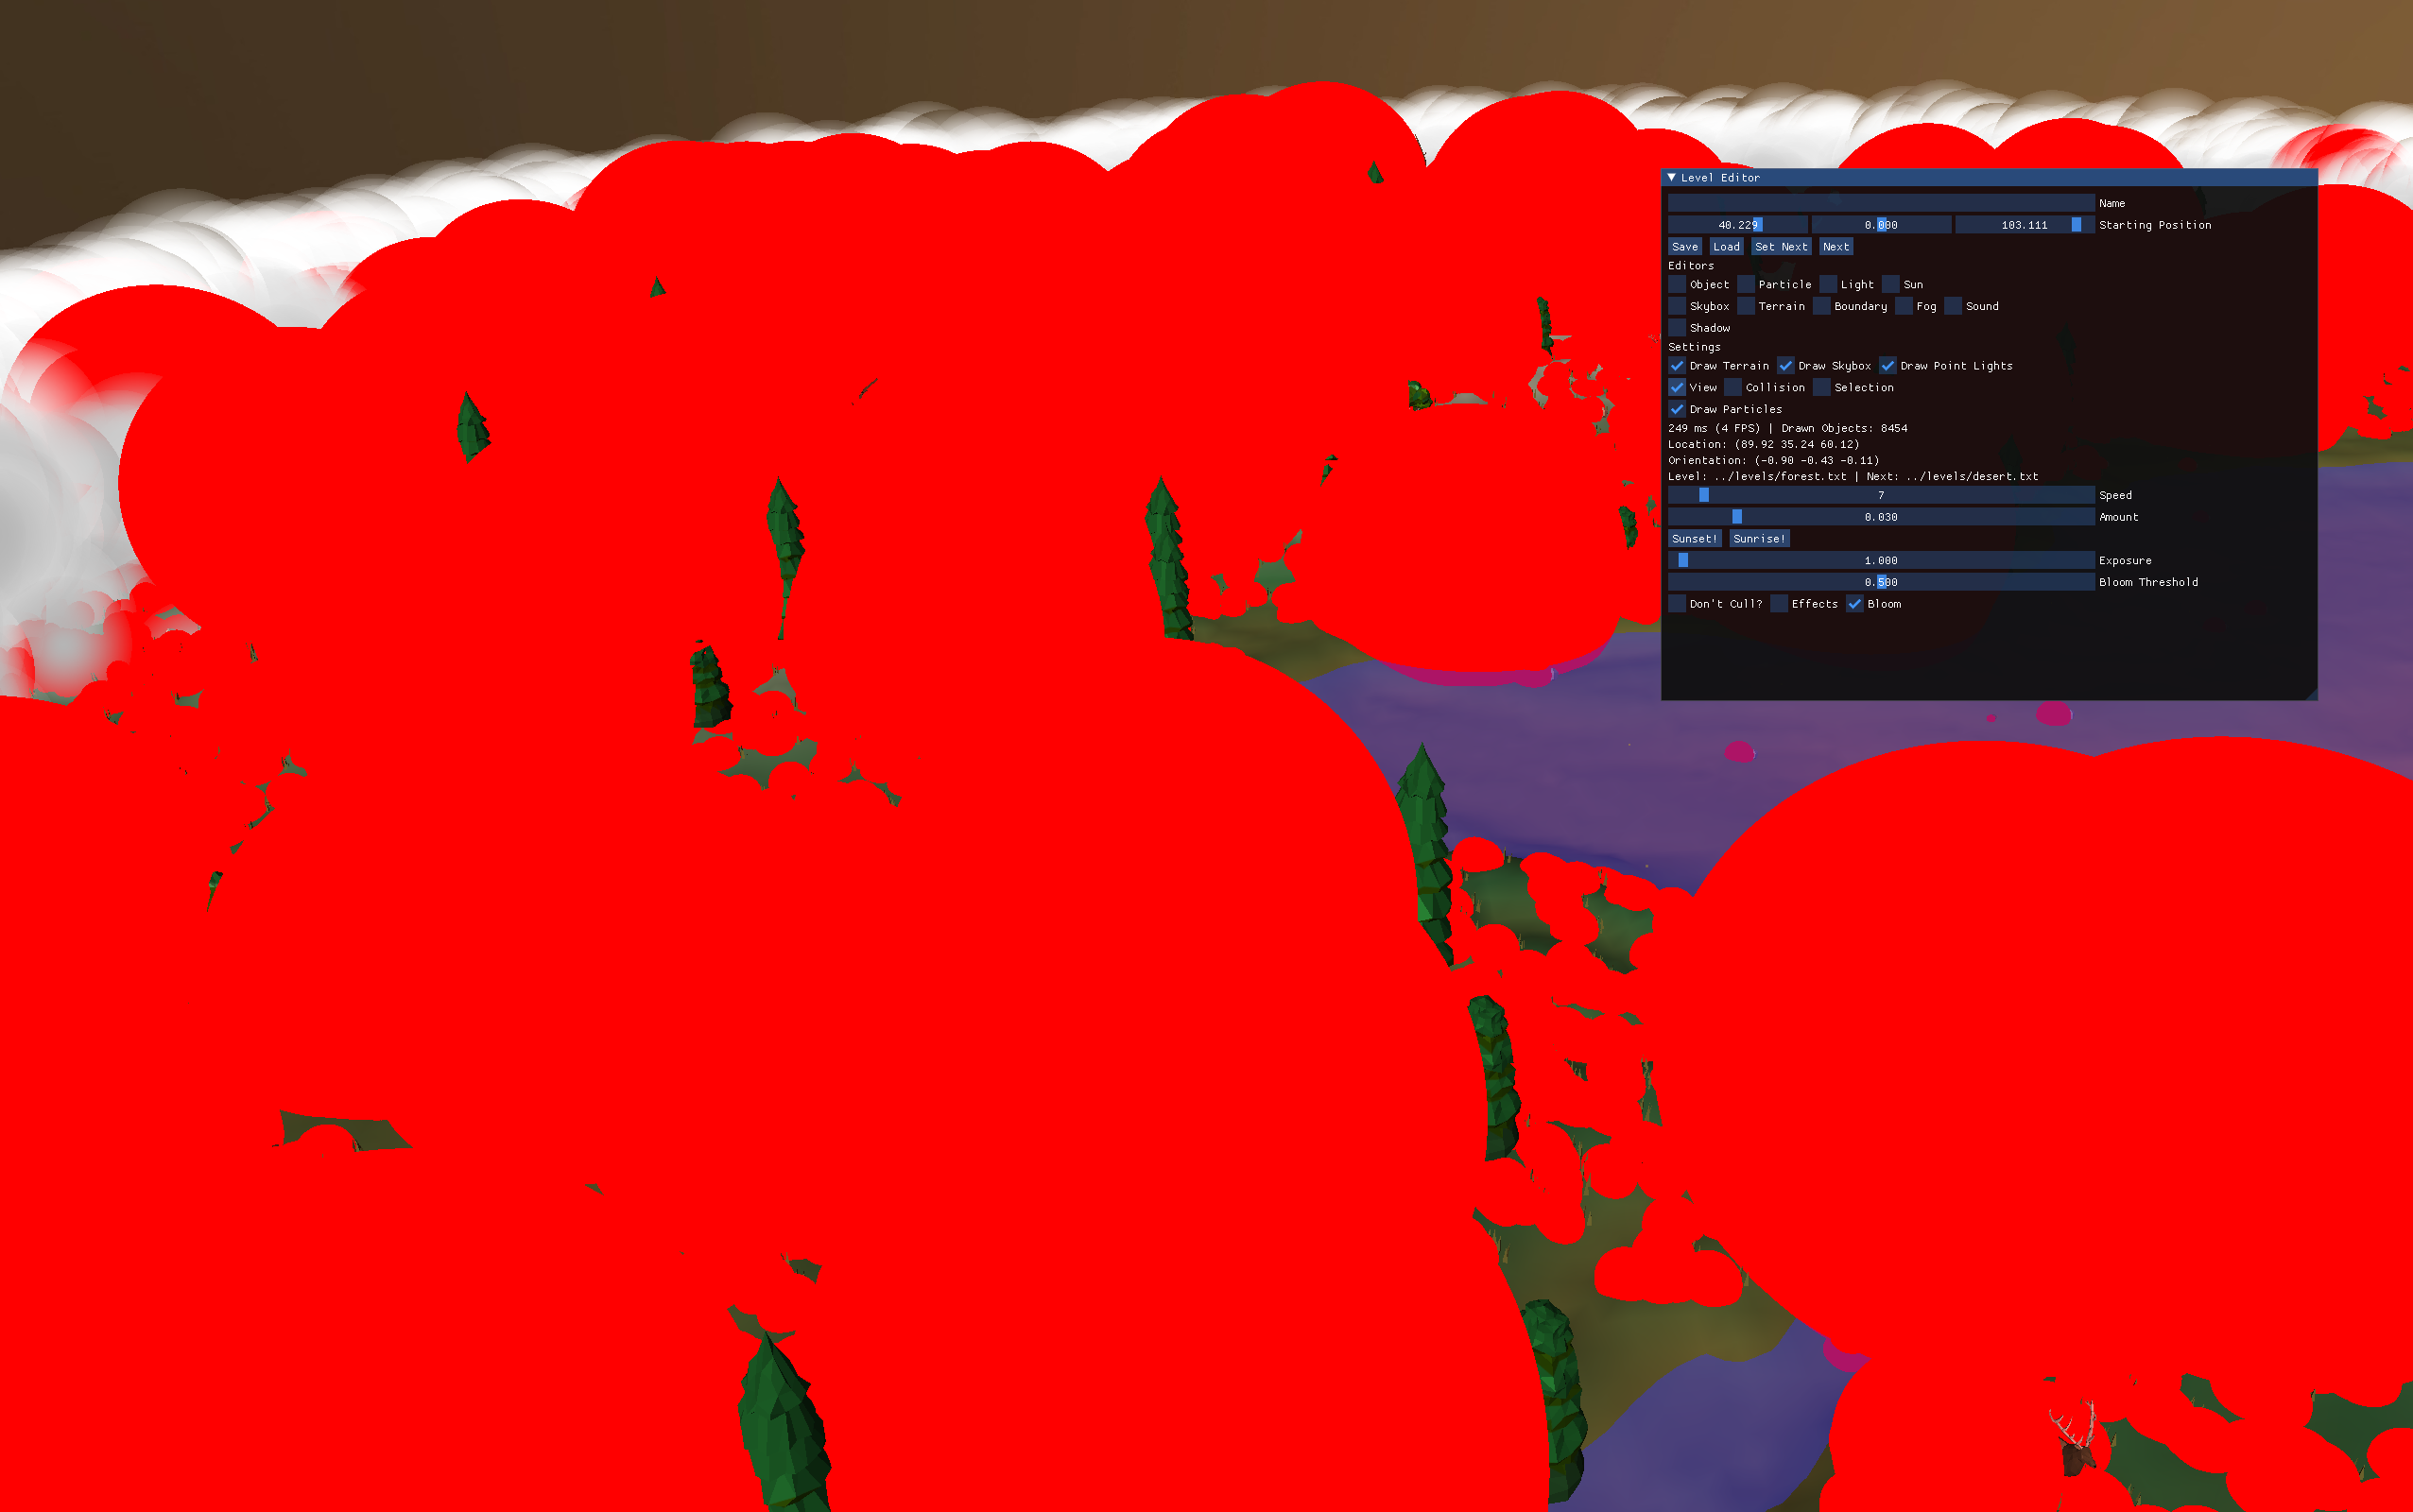 Level Editor
Name
40.229 0.000 103.111 Starting Position
Save Load Set Next Next
Editors
Object Particle Light Sun
Skybox Terrain Boundary Fog Sound
Shadow
Settings
Draw Terrain Draw Skybox Draw Point Lights
View Collision Selection
Draw Particles
249 ms (4 FPS) | Drawn Objects: 8454
Location: (89.92 35.24 60.12)
Orientation: (-0.90 -0.43 -0.11)
Level: ../levels/forest.txt | Next: ../levels/desert.txt
7 Speed
0.030 Amount
Sunset! Sunrise!
1.000 Exposure
0.500 Bloom Threshold
Don't Cull? Effects Bloom